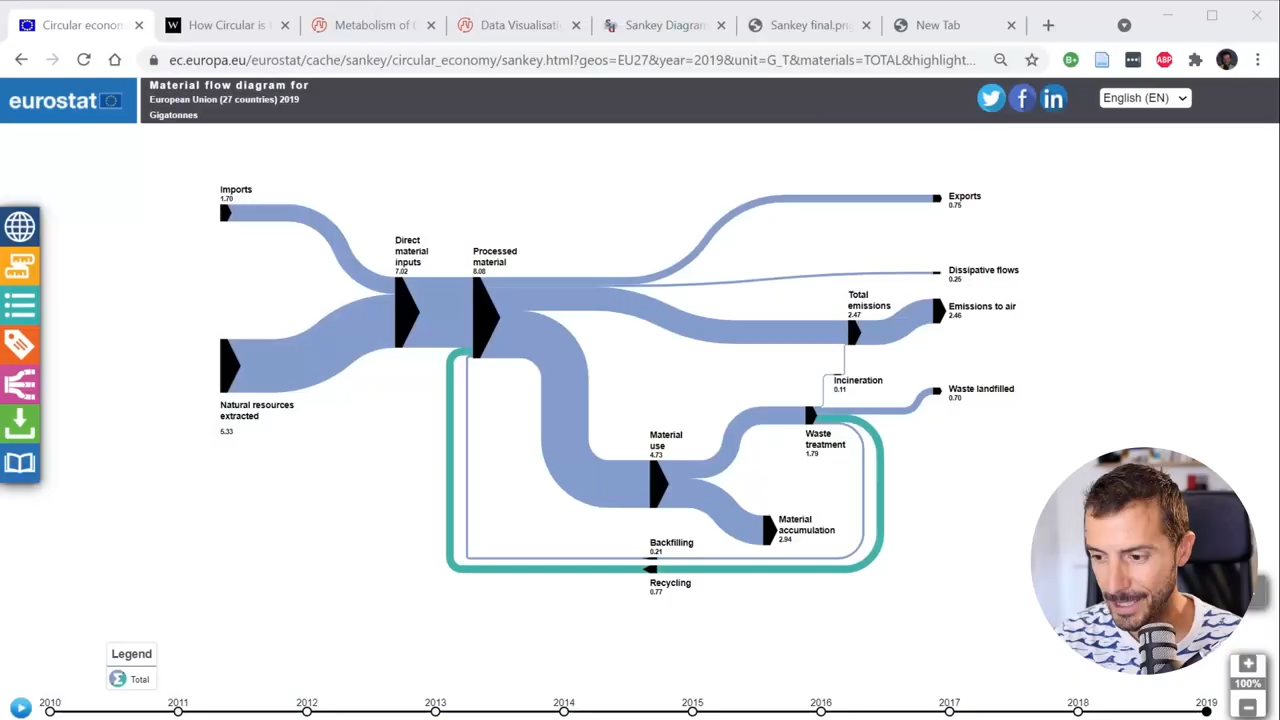 Circular econom
How Circular is
Metabolism of C
Data Visualisati
Sankey Diagram
Sankey final.pn
New Tab
ec.europa.eu/eurostat/cache/sankey/circular_economy/sankey.html?geos=EU27&year=2019&unit=G_T&materials=TOTAL&highlight...
ABP
eurostat
Material flow diagram for
European Union (27 countries) 2019
Gigatonnes
English (EN)
Imports
1.70
Direct
material
inputs
7.02
Processed
material
8.08
Exports
0.75
Dissipative flows
0.25
Total
emissions
2.47
Emissions to air
2.46
Natural resources
extracted
5.33
Incineration
0.11
Waste landfilled
0.70
Material
use
4.73
Waste
treatment
1.79
Material
accumulation
2.94
Backfilling
0.21
Recycling
0.77
Legend
Total
100%
2010
2011
2012
2013
2014
2015
2016
2017
2018
2019